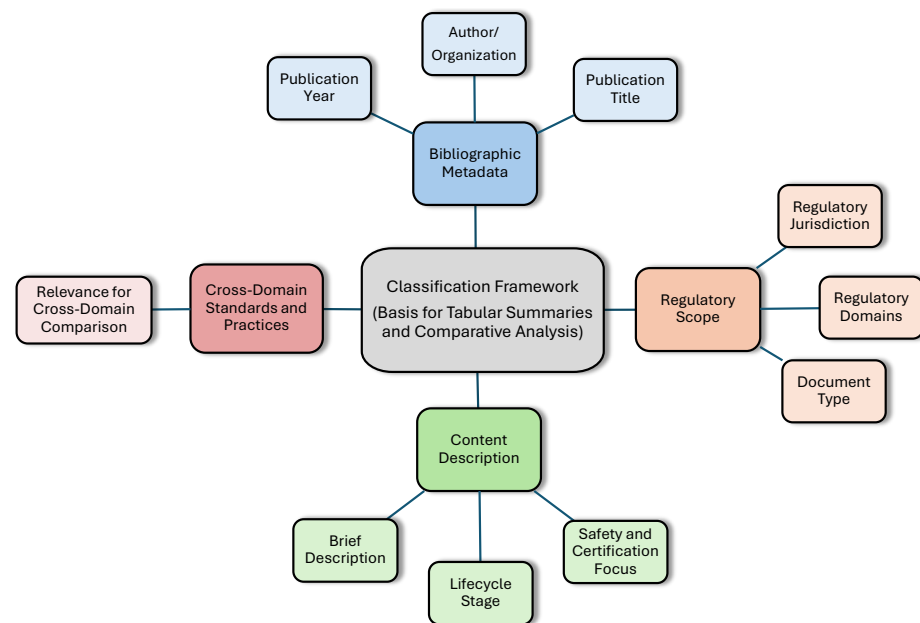 Author/
Organization
Publication
Year
Publication
Title
Bibliographic
Metadata
Regulatory
Jurisdiction
Classification Framework
(Basis for Tabular Summaries
and Comparative Analysis)
Cross-Domain
Standards and
Practices
Relevance for
Cross-Domain
Comparison
Regulatory
Scope
Regulatory
Domains
Document
Type
Content
Description
Brief
Description
Lifecycle
Stage
Safety and
Certification
Focus